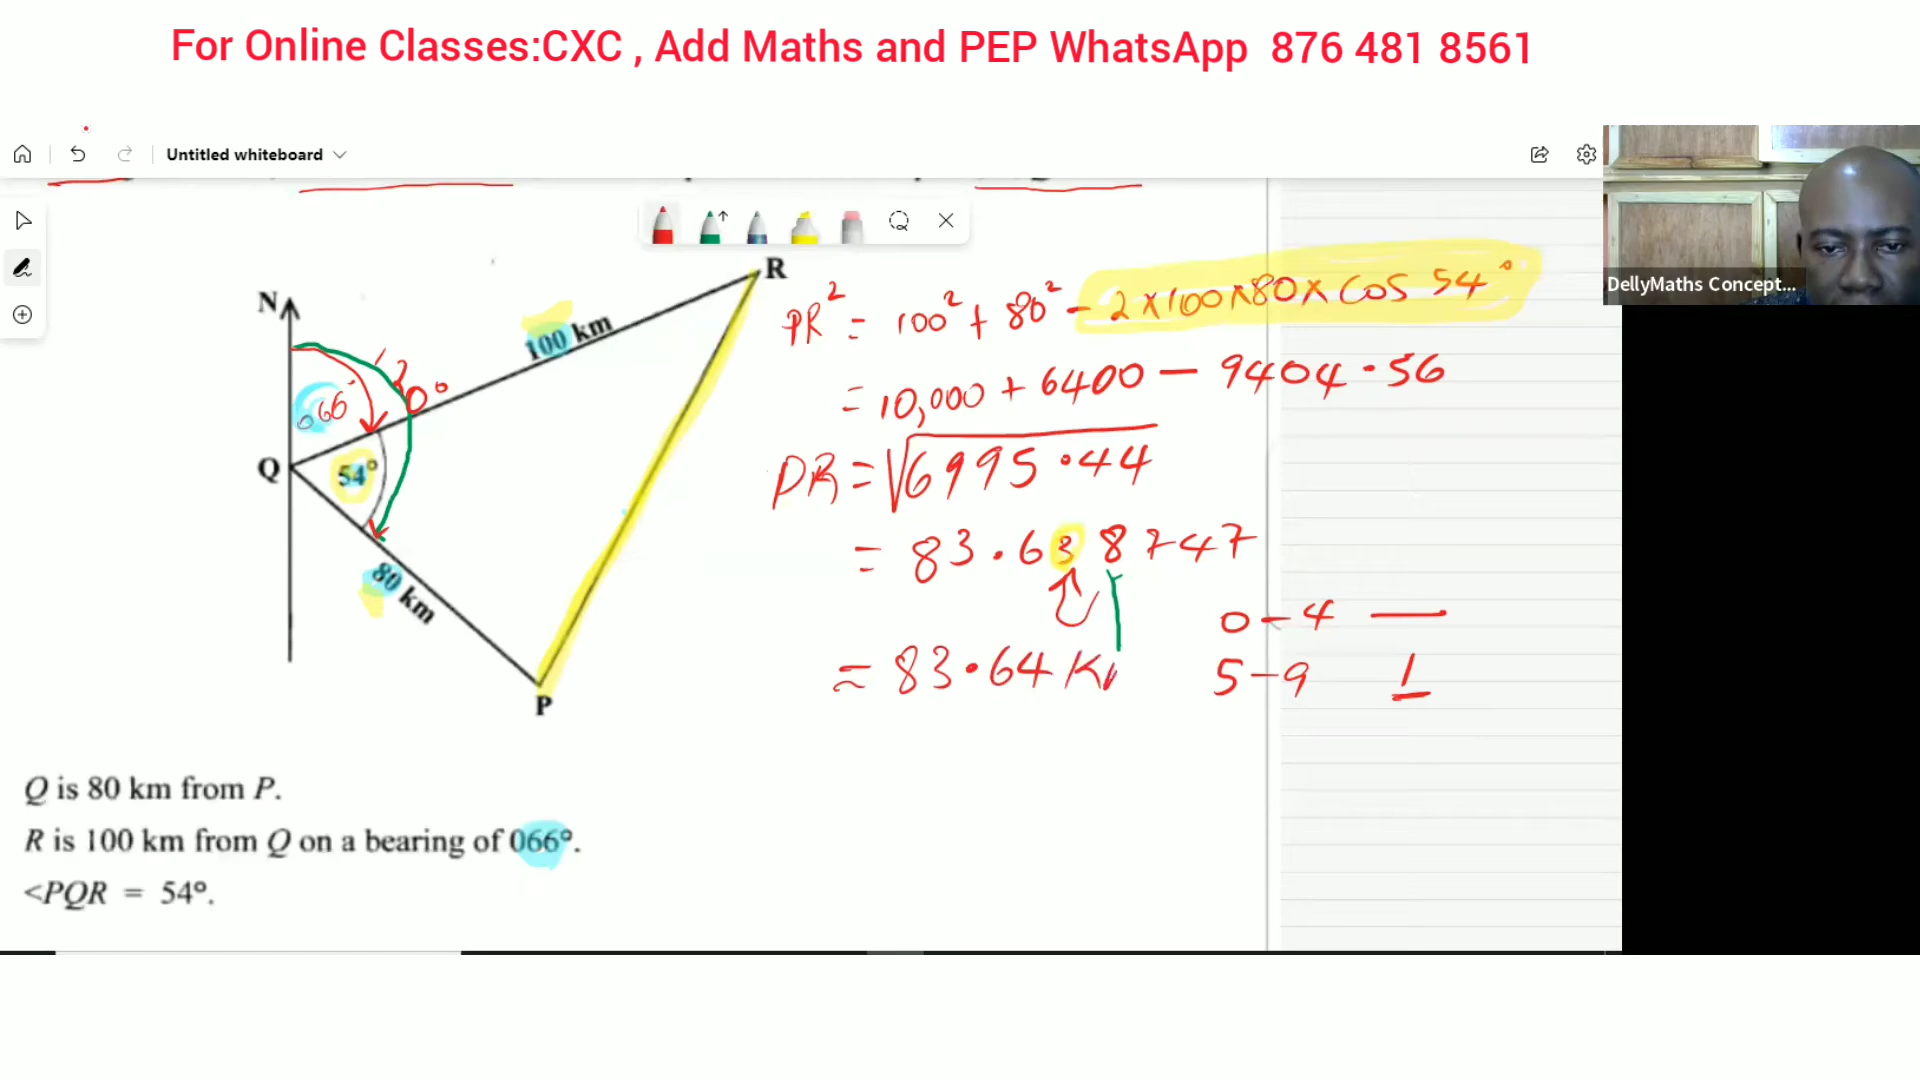 For Online Classes:CXC , Add Maths and PEP WhatsApp 876 481 8561
Untitled whiteboard
DellyMaths Concept...
N
R
100 km
066°
120°
Q
54°
80 km
P
PR² = 100² + 80² - 2×100×80× Cos 54°
= 10,000 + 6400 - 9404.56
PR = √6995.44
= 83.638747
≈ 83.64 K
0-4 —
5-9 1
Q is 80 km from P.
R is 100 km from Q on a bearing of 066°.
<PQR = 54°.